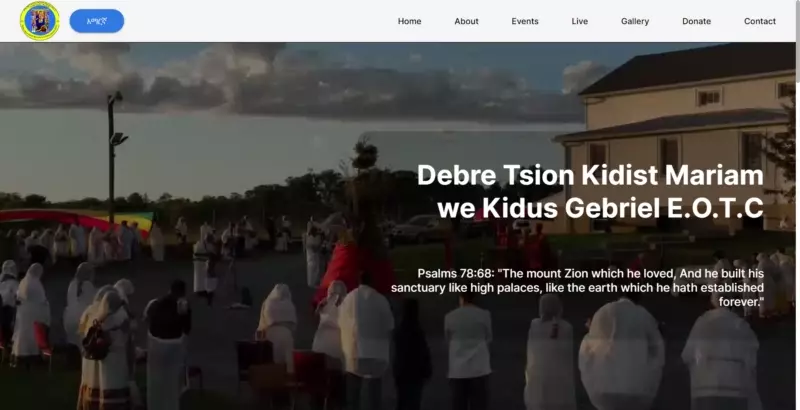 አማርኛ
Home
About
Events
Live
Gallery
Donate
Contact
Debre Tsion Kidist Mariam
we Kidus Gebriel E.O.T.C
Psalms 78:68: "The mount Zion which he loved, And he built his
sanctuary like high palaces, like the earth which he hath established
forever."